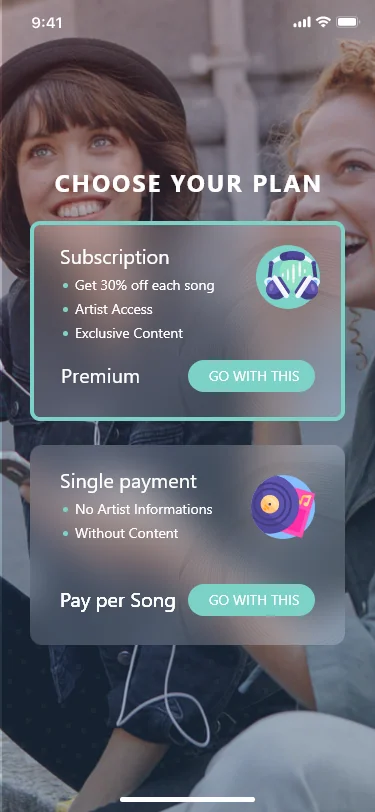 9:41
CHOOSE YOUR PLAN
Subscription
Get 30% off each song
Artist Access
Exclusive Content
Premium
GO WITH THIS
Single payment
No Artist Informations
Without Content
Pay per Song
GO WITH THIS